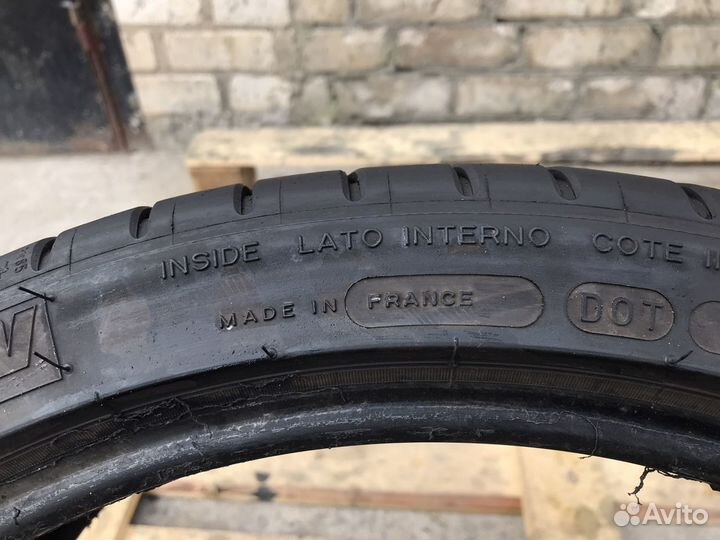 INSIDE LATO INTERNO COTE
MADE IN FRANCE DOT
Avito